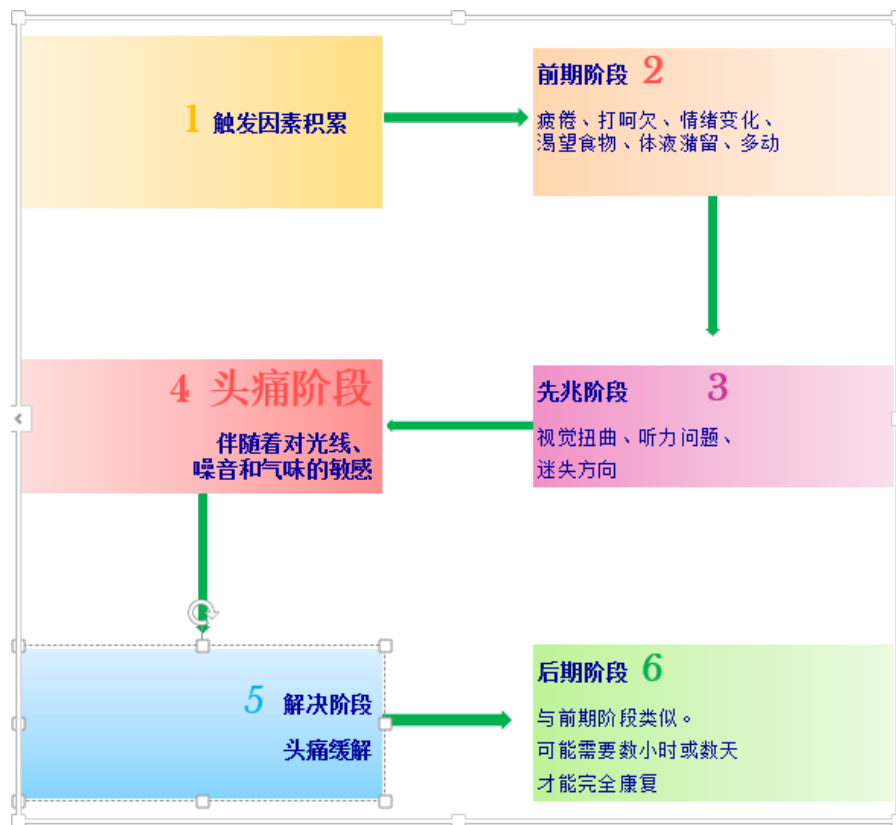 1 触发因素积累
前期阶段 2
疲倦、打呵欠、情绪变化、
渴望食物、体液潴留、多动
先兆阶段 3
视觉扭曲、听力问题、
迷失方向
4 头痛阶段
伴随着对光线、
噪音和气味的敏感
5 解决阶段
头痛缓解
后期阶段 6
与前期阶段类似。
可能需要数小时或数天
才能完全康复